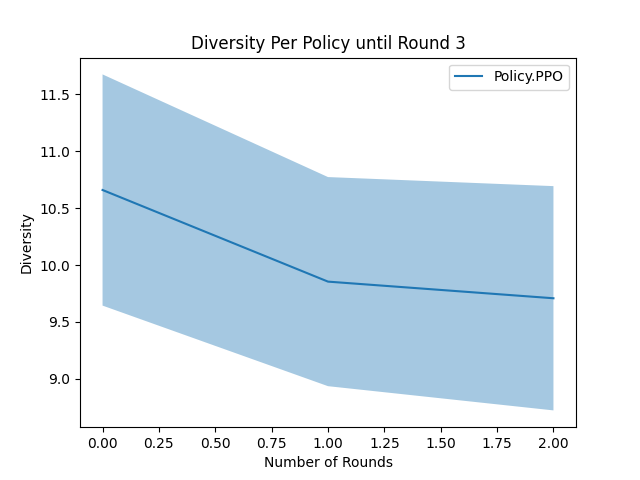 Diversity Per Policy until Round 3
Policy.PPO
Diversity
11.5
11.0
10.5
10.0
9.5
9.0
0.00 0.25 0.50 0.75 1.00 1.25 1.50 1.75 2.00
Number of Rounds